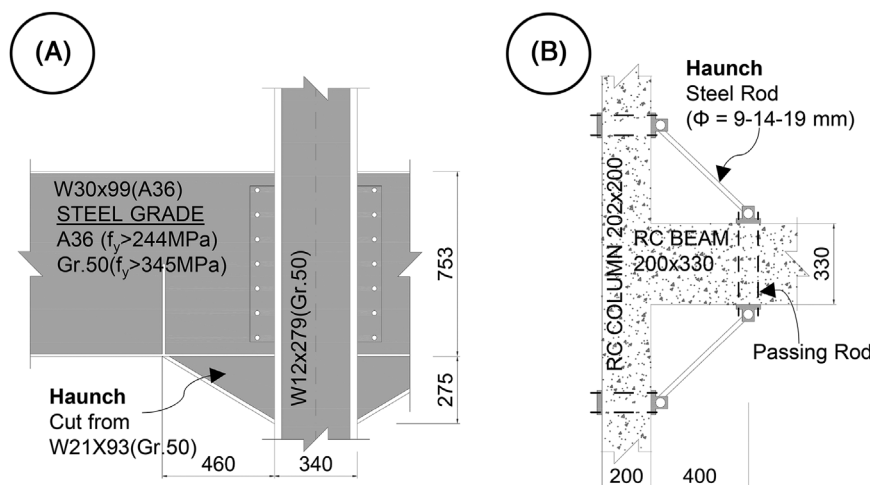 (A)
W30x99(A36)
STEEL GRADE
A36 (fy>244MPa)
Gr.50(fy>345MPa)
W12x279(Gr.50)
753
275
Haunch
Cut from
W21X93(Gr.50)
460
340
(B)
Haunch
Steel Rod
(Φ = 9-14-19 mm)
RC COLUMN 202x200
RC BEAM
200x330
330
Passing Rod
200
400